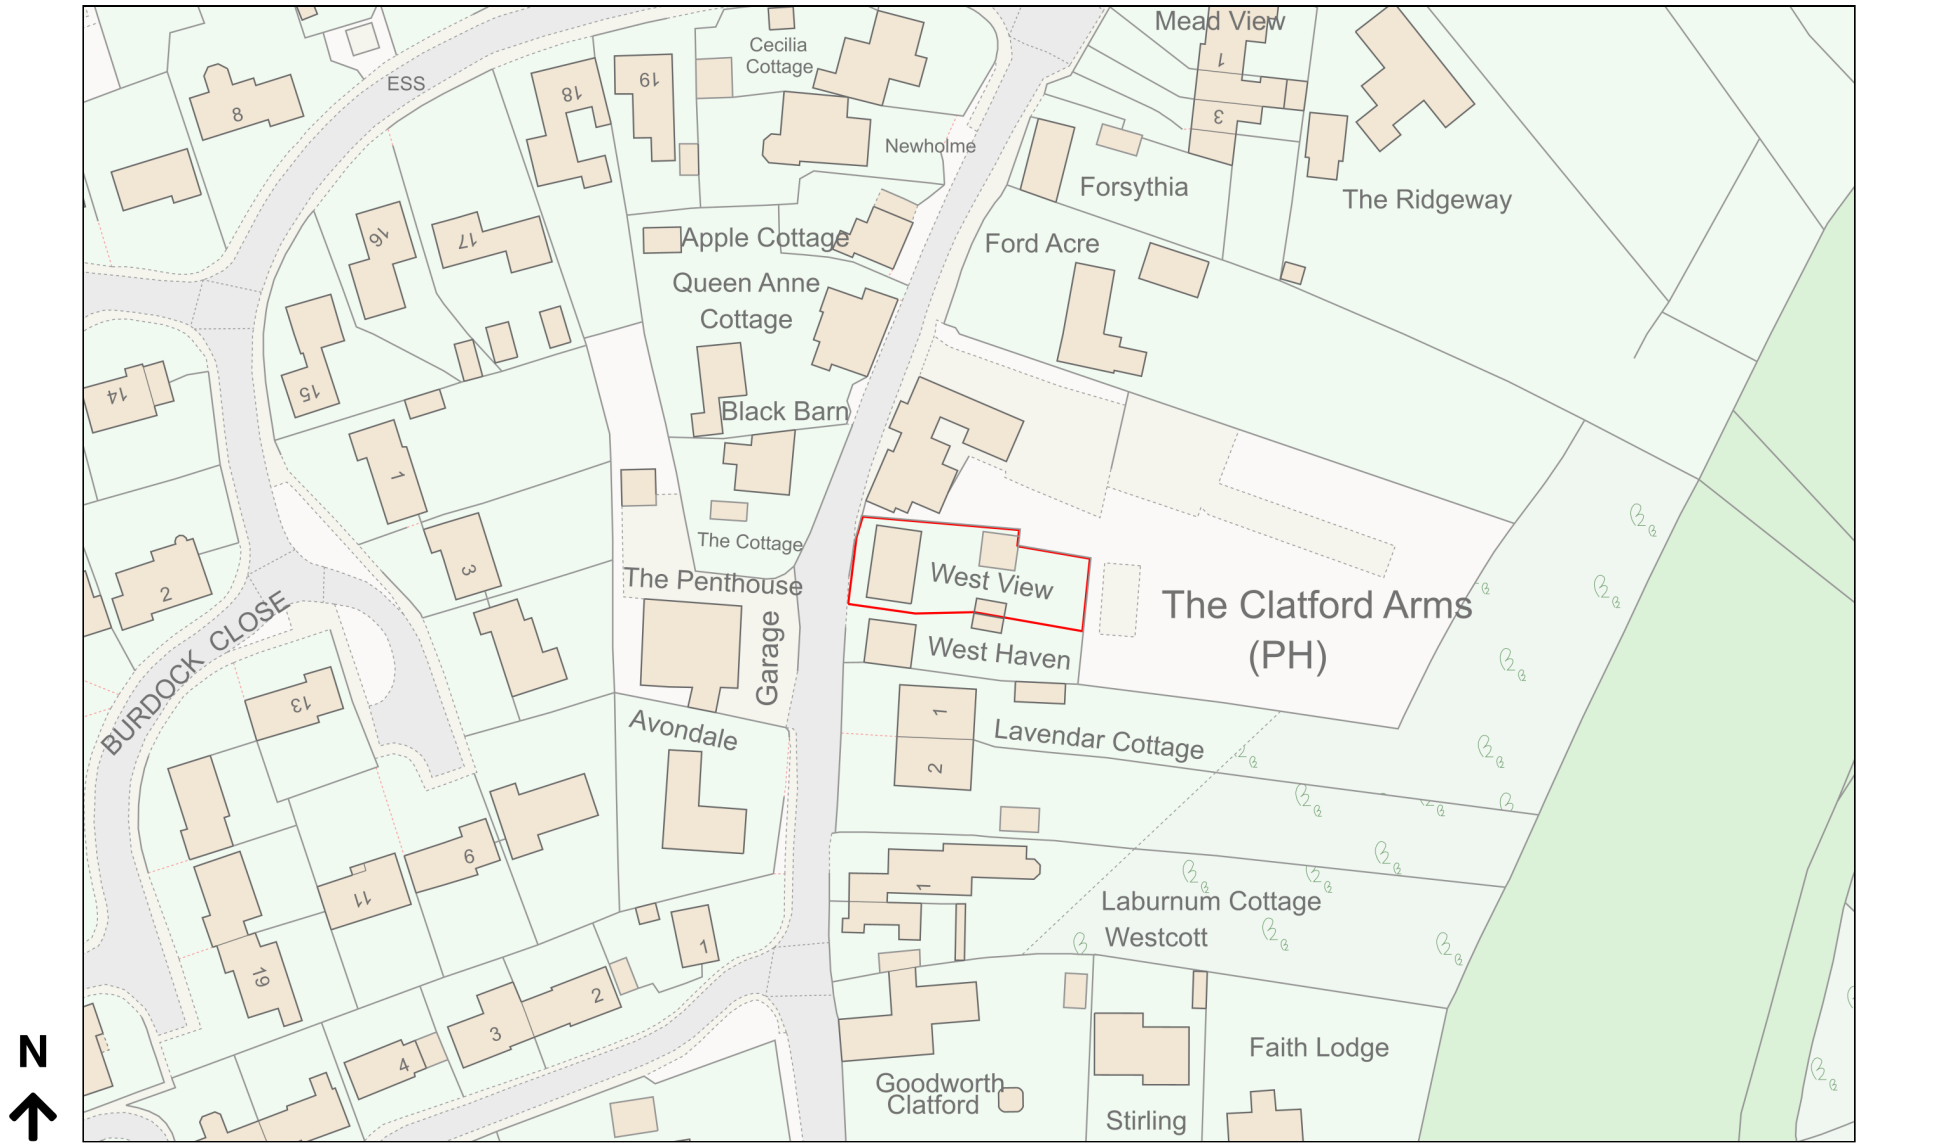 Mead View
Cecilia
Cottage
ESS
1
19
18
8
3
Newholme
Forsythia
The Ridgeway
16
17
Apple Cottage
Ford Acre
Queen Anne
Cottage
15
14
Black Barn
1
The Cottage
3
The Penthouse
West View
2
The Clatford Arms
(PH)
BURDOCK CLOSE
Garage
West Haven
13
1
Avondale
Lavendar Cottage
2
9
11
1
Laburnum Cottage
Westcott
1
19
2
3
N
4
Faith Lodge
Goodworth
Clatford
Stirling